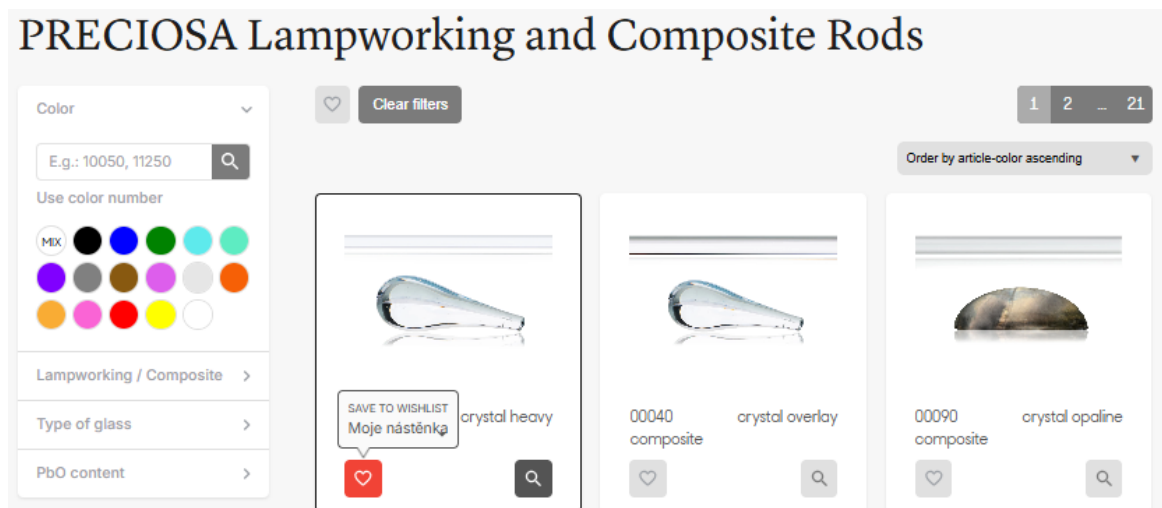 PRECIOSA Lampworking and Composite Rods
Color
Clear filters
1 2 ... 21
E.g.: 10050, 11250
Order by article-color ascending
Use color number
MIX
Lampworking / Composite
Type of glass
PbO content
SAVE TO WISHLIST
Moje nástěnka
crystal heavy
00040 crystal overlay
composite
00090 crystal opaline
composite